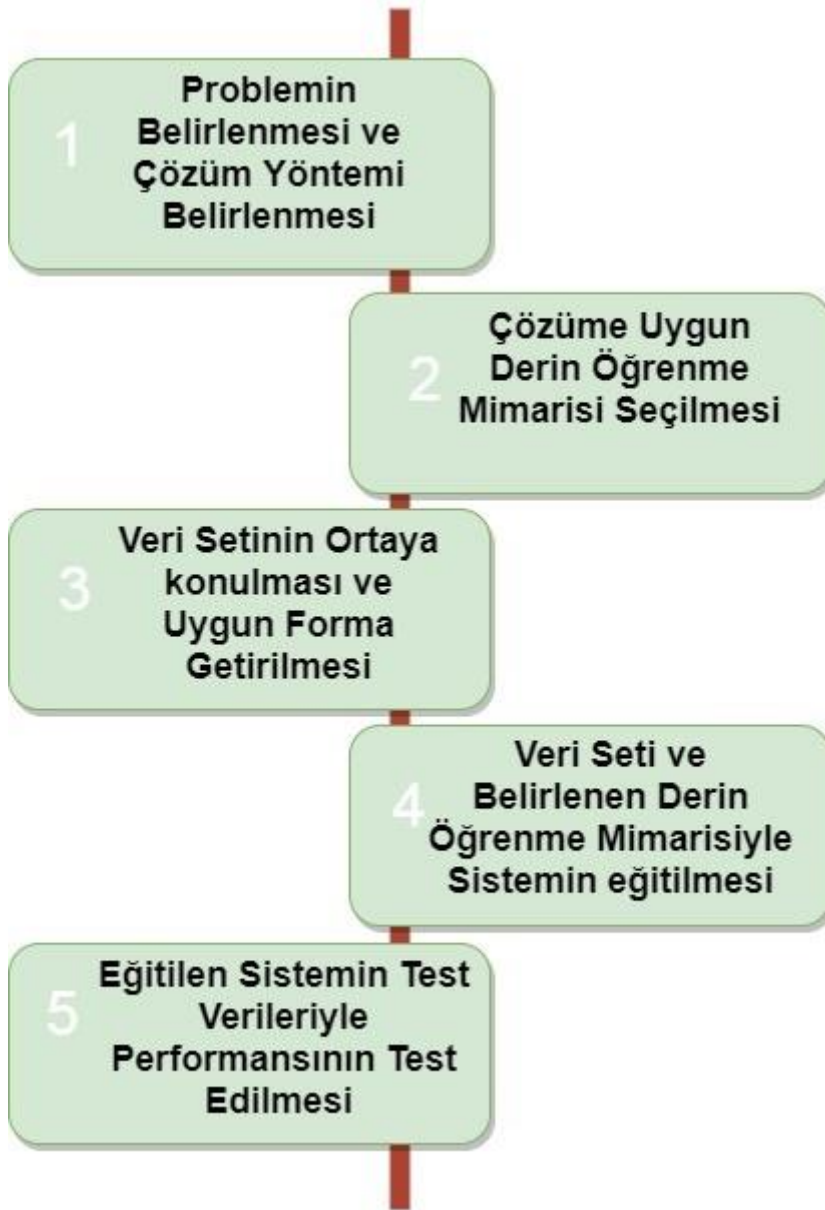 1
Problemin
Belirlenmesi ve
Çözüm Yöntemi
Belirlenmesi
2
Çözüme Uygun
Derin Öğrenme
Mimarisi Seçilmesi
3
Veri Setinin Ortaya
konulması ve
Uygun Forma
Getirilmesi
4
Veri Seti ve
Belirlenen Derin
Öğrenme Mimarisiyle
Sistemin eğitilmesi
5
Eğitilen Sistemin Test
Verileriyle
Performansının Test
Edilmesi